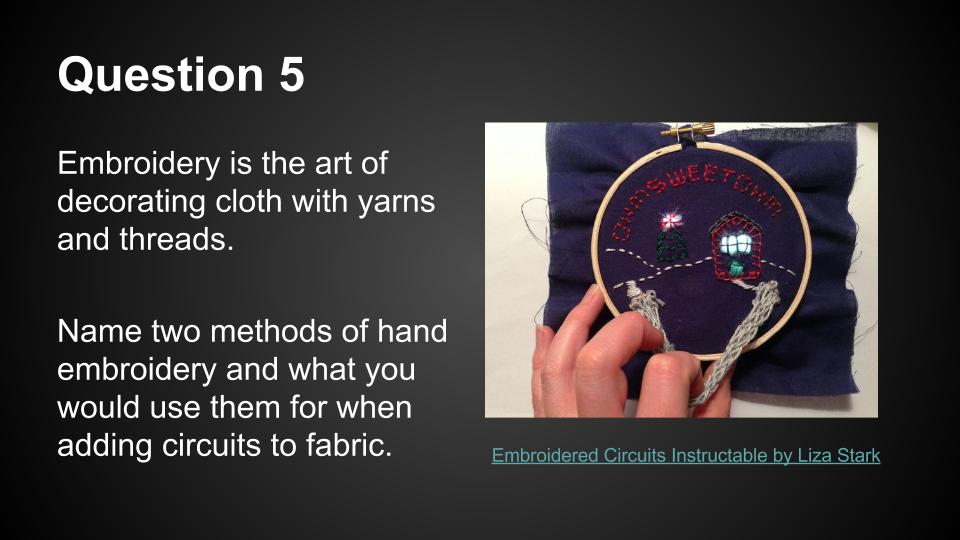 Question 5
Embroidery is the art of
decorating cloth with yarns
and threads.
Name two methods of hand
embroidery and what you
would use them for when
adding circuits to fabric.
OHMSWEETOHM
Embroidered Circuits Instructable by Liza Stark